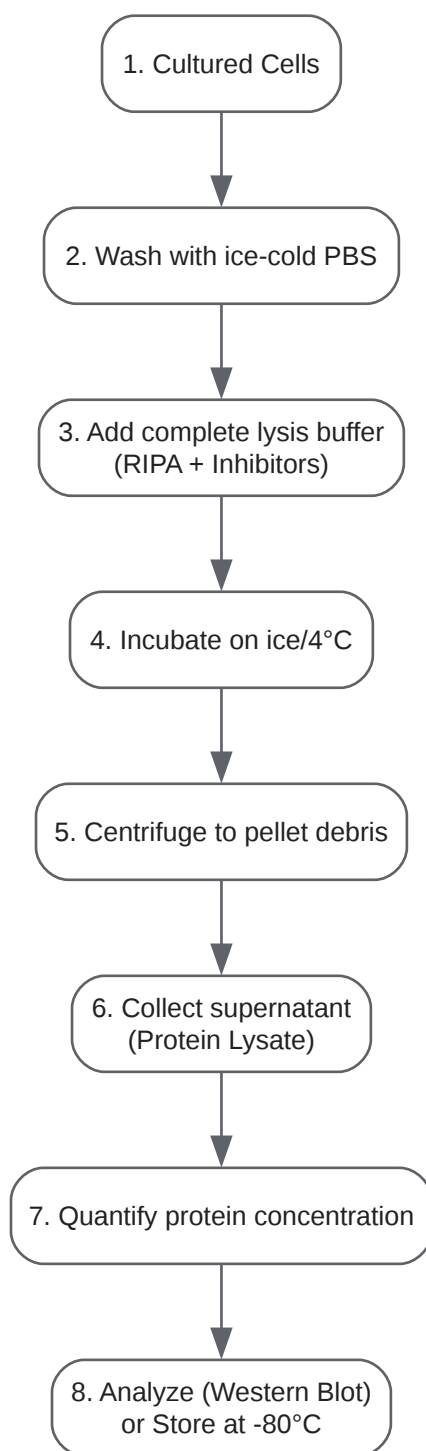 1. Cultured Cells
2. Wash with ice-cold PBS
3. Add complete lysis buffer
(RIPA + Inhibitors)
4. Incubate on ice/4°C
5. Centrifuge to pellet debris
6. Collect supernatant
(Protein Lysate)
7. Quantify protein concentration
8. Analyze (Western Blot)
or Store at -80°C